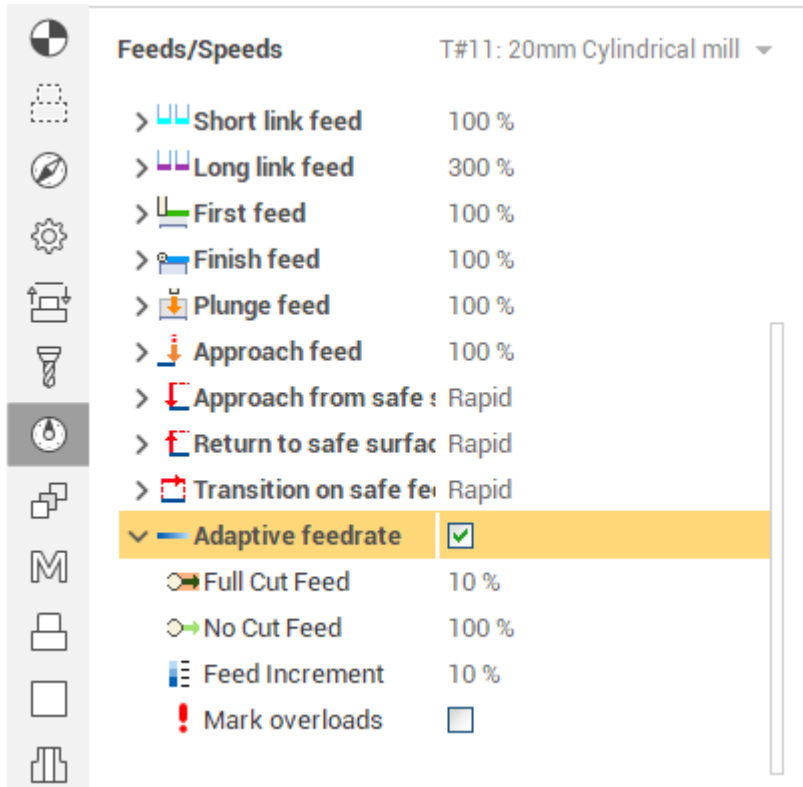 Feeds/Speeds T#11: 20mm Cylindrical mill
Short link feed 100 %
Long link feed 300 %
First feed 100 %
Finish feed 100 %
Plunge feed 100 %
Approach feed 100 %
Approach from safe s Rapid
Return to safe surfac Rapid
Transition on safe fe Rapid
Adaptive feedrate
Full Cut Feed 10 %
No Cut Feed 100 %
Feed Increment 10 %
Mark overloads